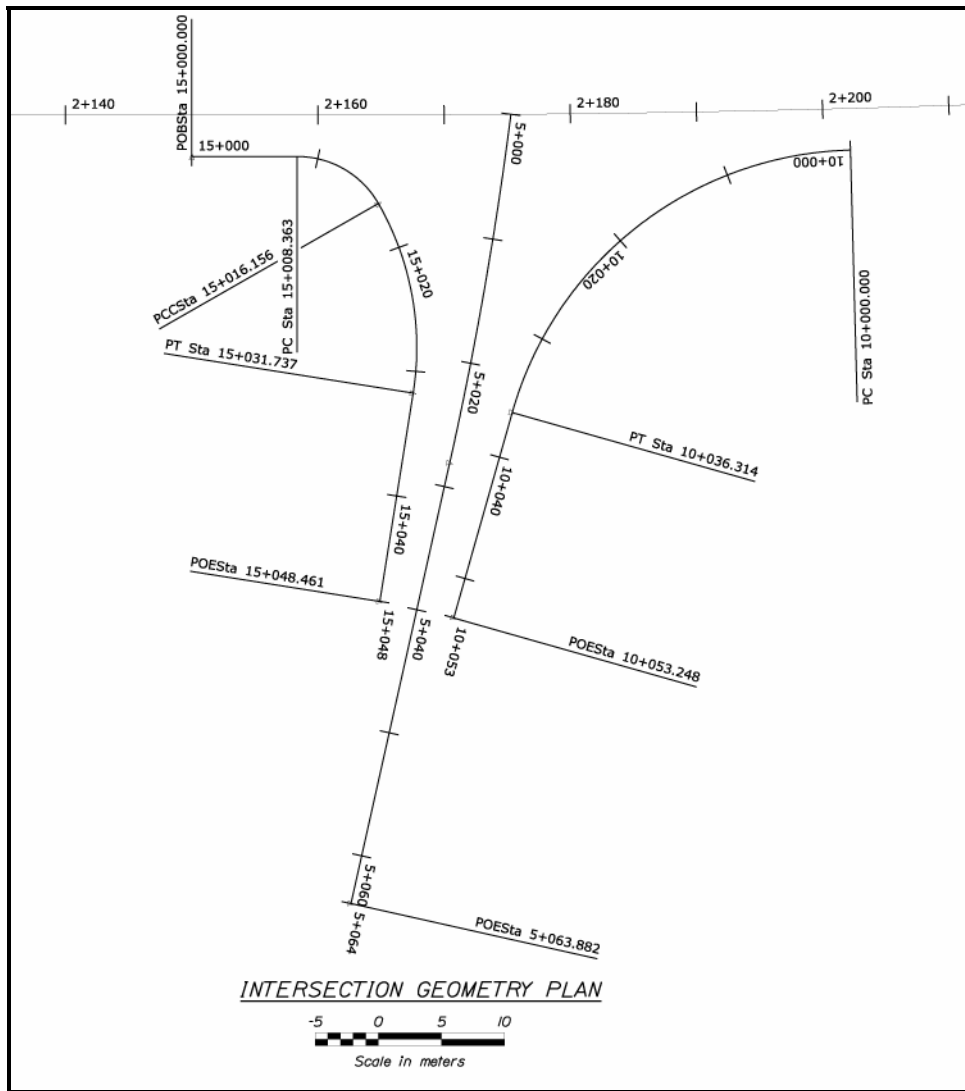 POBSta 15+000.000
2+140
2+160
2+180
2+200
15+000
5+000
10+000
PCCSta 15+016.156
PC Sta 15+008.363
15+020
10+020
PC Sta 10+000.000
PT Sta 15+031.737
5+020
PT Sta 10+036.314
10+040
15+040
POESta 15+048.461
15+048
5+040
10+053
POESta 10+053.248
5+060
5+064
POESta 5+063.882
INTERSECTION GEOMETRY PLAN
-5 0 5 10
Scale in meters